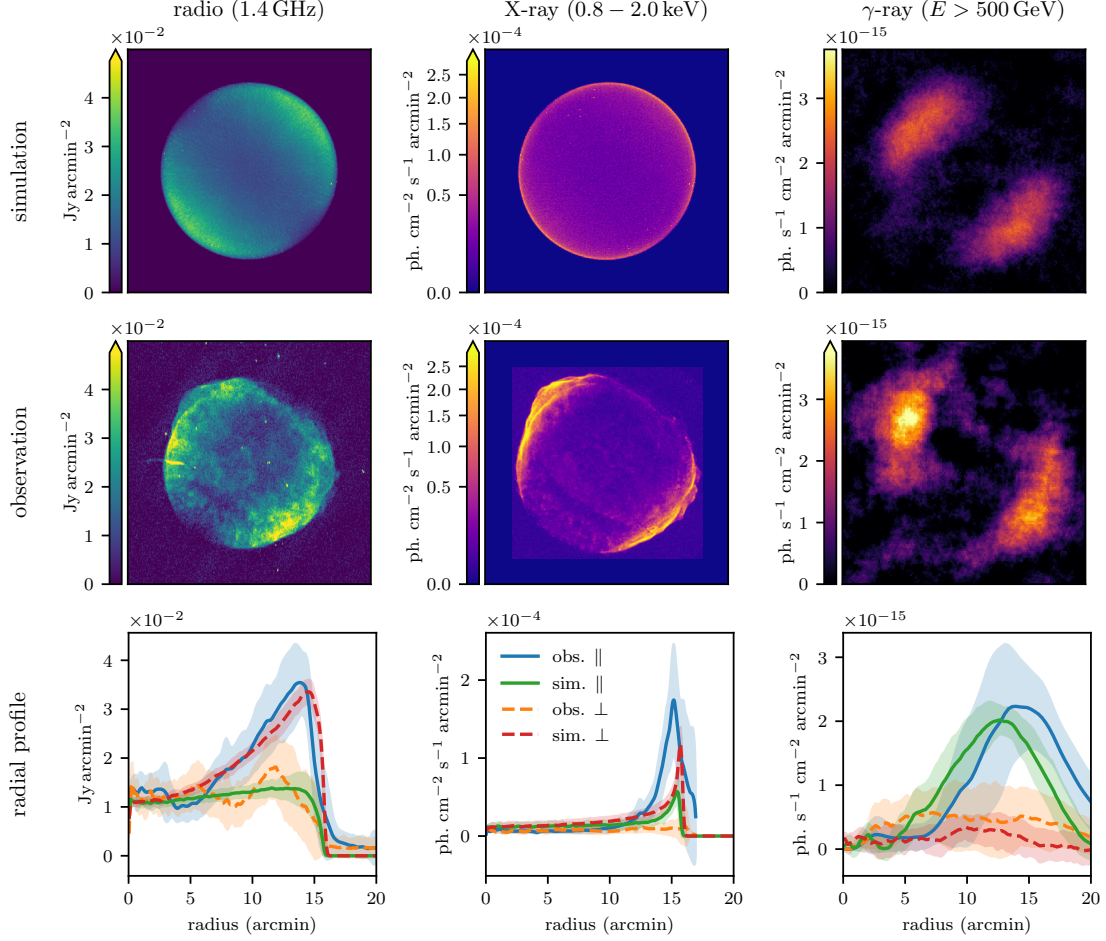 radio (1.4 GHz)
X-ray (0.8 − 2.0 keV)
γ-ray (E > 500 GeV)
simulation
×10⁻²
Jy arcmin⁻²
4
3
2
1
0
×10⁻⁴
ph. cm⁻² s⁻¹ arcmin⁻²
2.5
2.0
1.5
1.0
0.5
0.0
×10⁻¹⁵
ph. s⁻¹ cm⁻² arcmin⁻²
3
2
1
0
observation
×10⁻²
Jy arcmin⁻²
4
3
2
1
0
×10⁻⁴
ph. cm⁻² s⁻¹ arcmin⁻²
2.5
2.0
1.5
1.0
0.5
0.0
×10⁻¹⁵
ph. s⁻¹ cm⁻² arcmin⁻²
3
2
1
0
radial profile
×10⁻²
Jy arcmin⁻²
4
3
2
1
0
0 5 10 15 20
radius (arcmin)
×10⁻⁴
ph. cm⁻² s⁻¹ arcmin⁻²
2
1
0
obs. ∥
sim. ∥
obs. ⊥
sim. ⊥
0 5 10 15 20
radius (arcmin)
×10⁻¹⁵
ph. s⁻¹ cm⁻² arcmin⁻²
3
2
1
0
0 5 10 15 20
radius (arcmin)